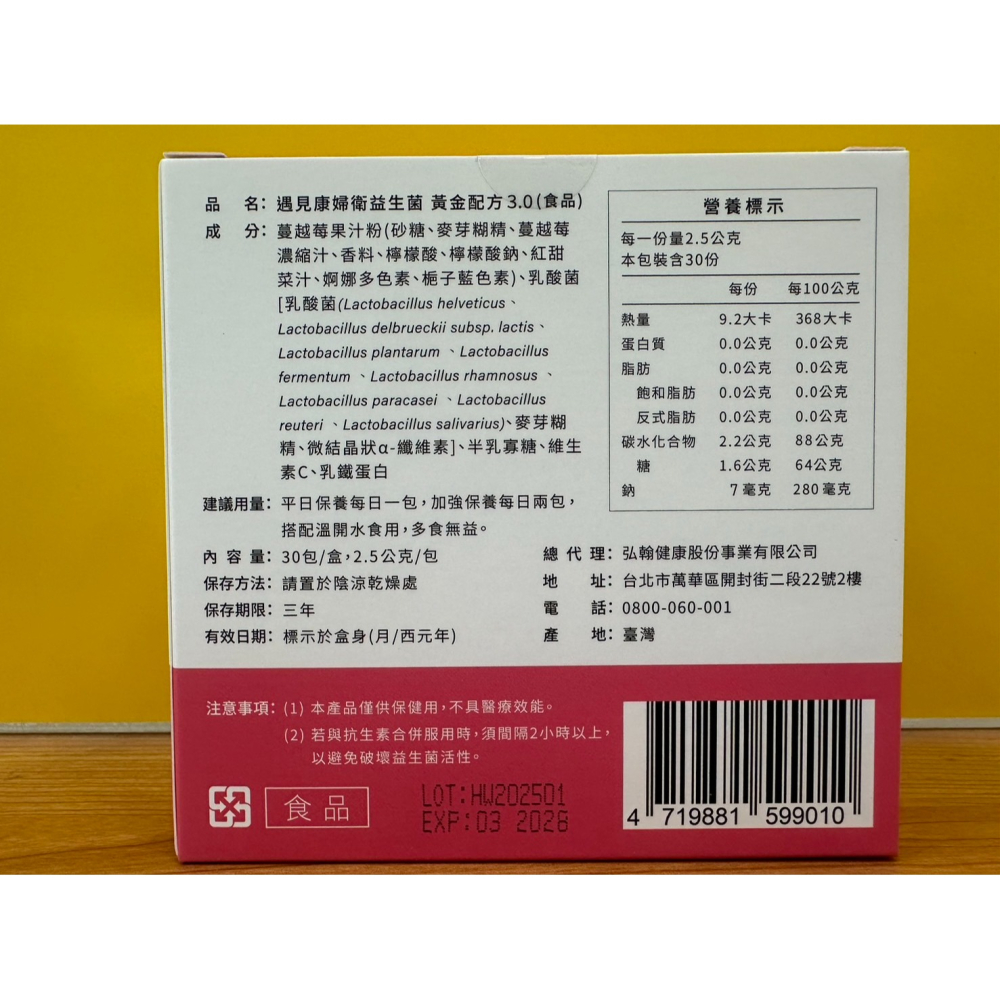 品　名：遇見康婦衛益生菌 黃金配方3.0(食品)
成　分：蔓越莓果汁粉(砂糖、麥芽糊精、蔓越莓
濃縮汁、香料、檸檬酸、檸檬酸鈉、紅甜
菜汁、婀娜多色素、梔子藍色素)、乳酸菌
[乳酸菌(Lactobacillus helveticus、
Lactobacillus delbrueckii subsp. lactis、
Lactobacillus plantarum 、Lactobacillus
fermentum 、Lactobacillus rhamnosus 、
Lactobacillus paracasei 、Lactobacillus
reuteri 、Lactobacillus salivarius)、麥芽糊
精、微結晶狀α-纖維素]、半乳寡糖、維生
素C、乳鐵蛋白
建議用量：平日保養每日一包，加強保養每日兩包，
搭配溫開水食用，多食無益。
內容量：30包/盒，2.5公克/包
保存方法：請置於陰涼乾燥處
保存期限：三年
有效日期：標示於盒身(月/西元年)
營養標示
每一份量2.5公克
本包裝含30份
每份 每100公克
熱量 9.2大卡 368大卡
蛋白質 0.0公克 0.0公克
脂肪 0.0公克 0.0公克
飽和脂肪 0.0公克 0.0公克
反式脂肪 0.0公克 0.0公克
碳水化合物 2.2公克 88公克
糖 1.6公克 64公克
鈉 7毫克 280毫克
總代理：弘翰健康股份事業有限公司
地　址：台北市萬華區開封街二段22號2樓
電　話：0800-060-001
產　地：臺灣
注意事項：(1) 本產品僅供保健用，不具醫療效能。
(2) 若與抗生素合併服用時，須間隔2小時以上，
以避免破壞益生菌活性。
食品
LOT:HW202501
EXP:03 2028
4 719881 599010